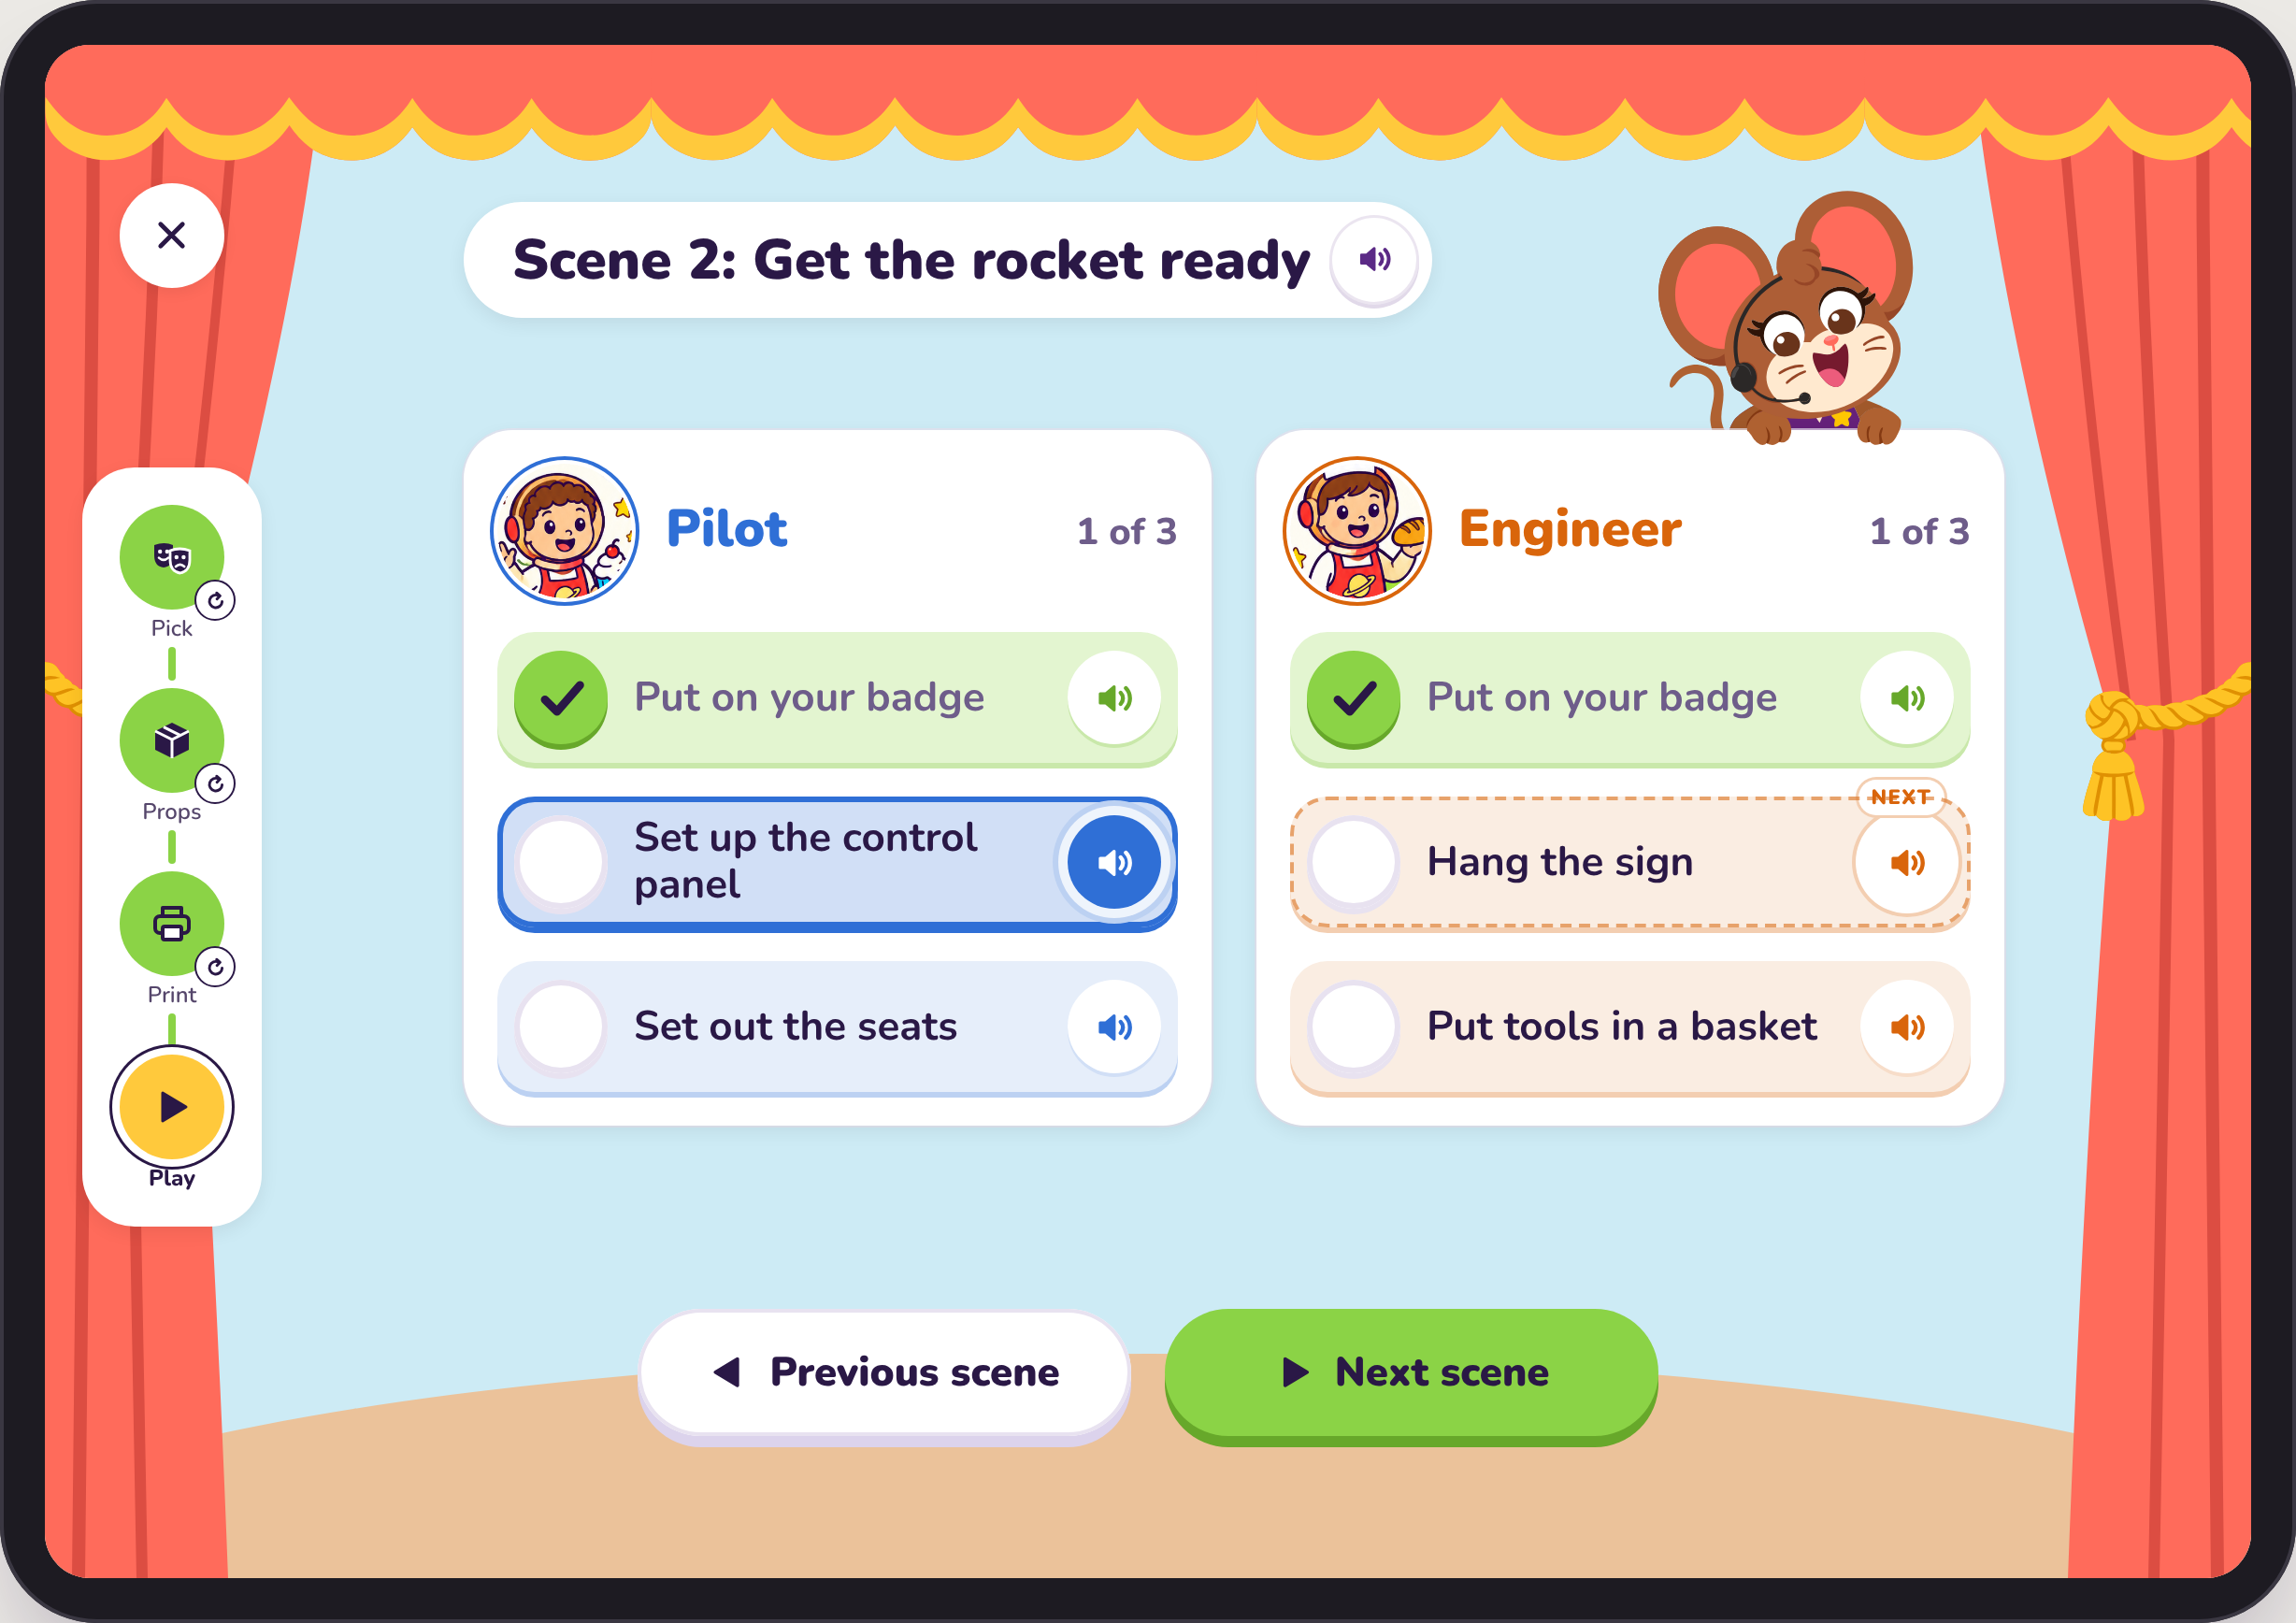 Scene 2: Get the rocket ready
Pick
Props
Print
Play
Pilot
1 of 3
Put on your badge
Set up the control
panel
Set out the seats
Engineer
1 of 3
Put on your badge
NEXT
Hang the sign
Put tools in a basket
Previous scene
Next scene